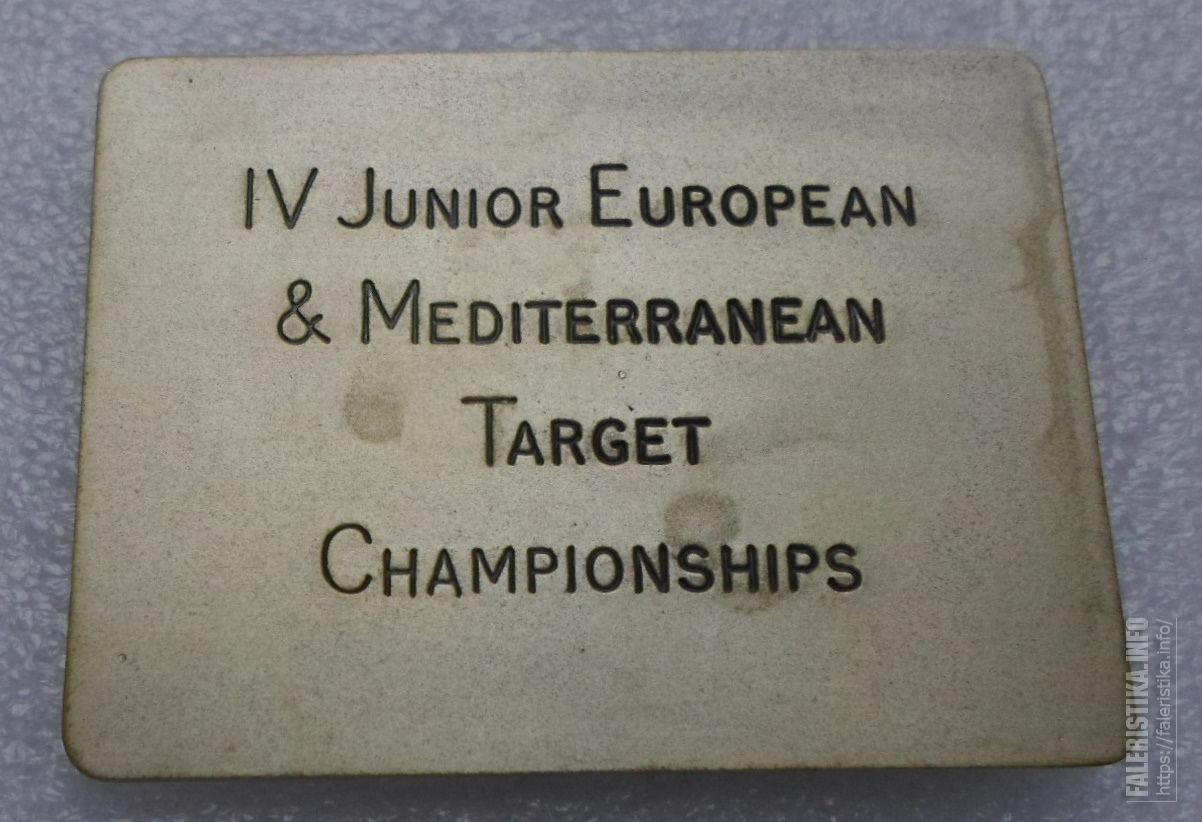 IV JUNIOR EUROPEAN
& MEDITERRANEAN
TARGET
CHAMPIONSHIPS
FALERISTIKA.INFO
https://faleristika.info/